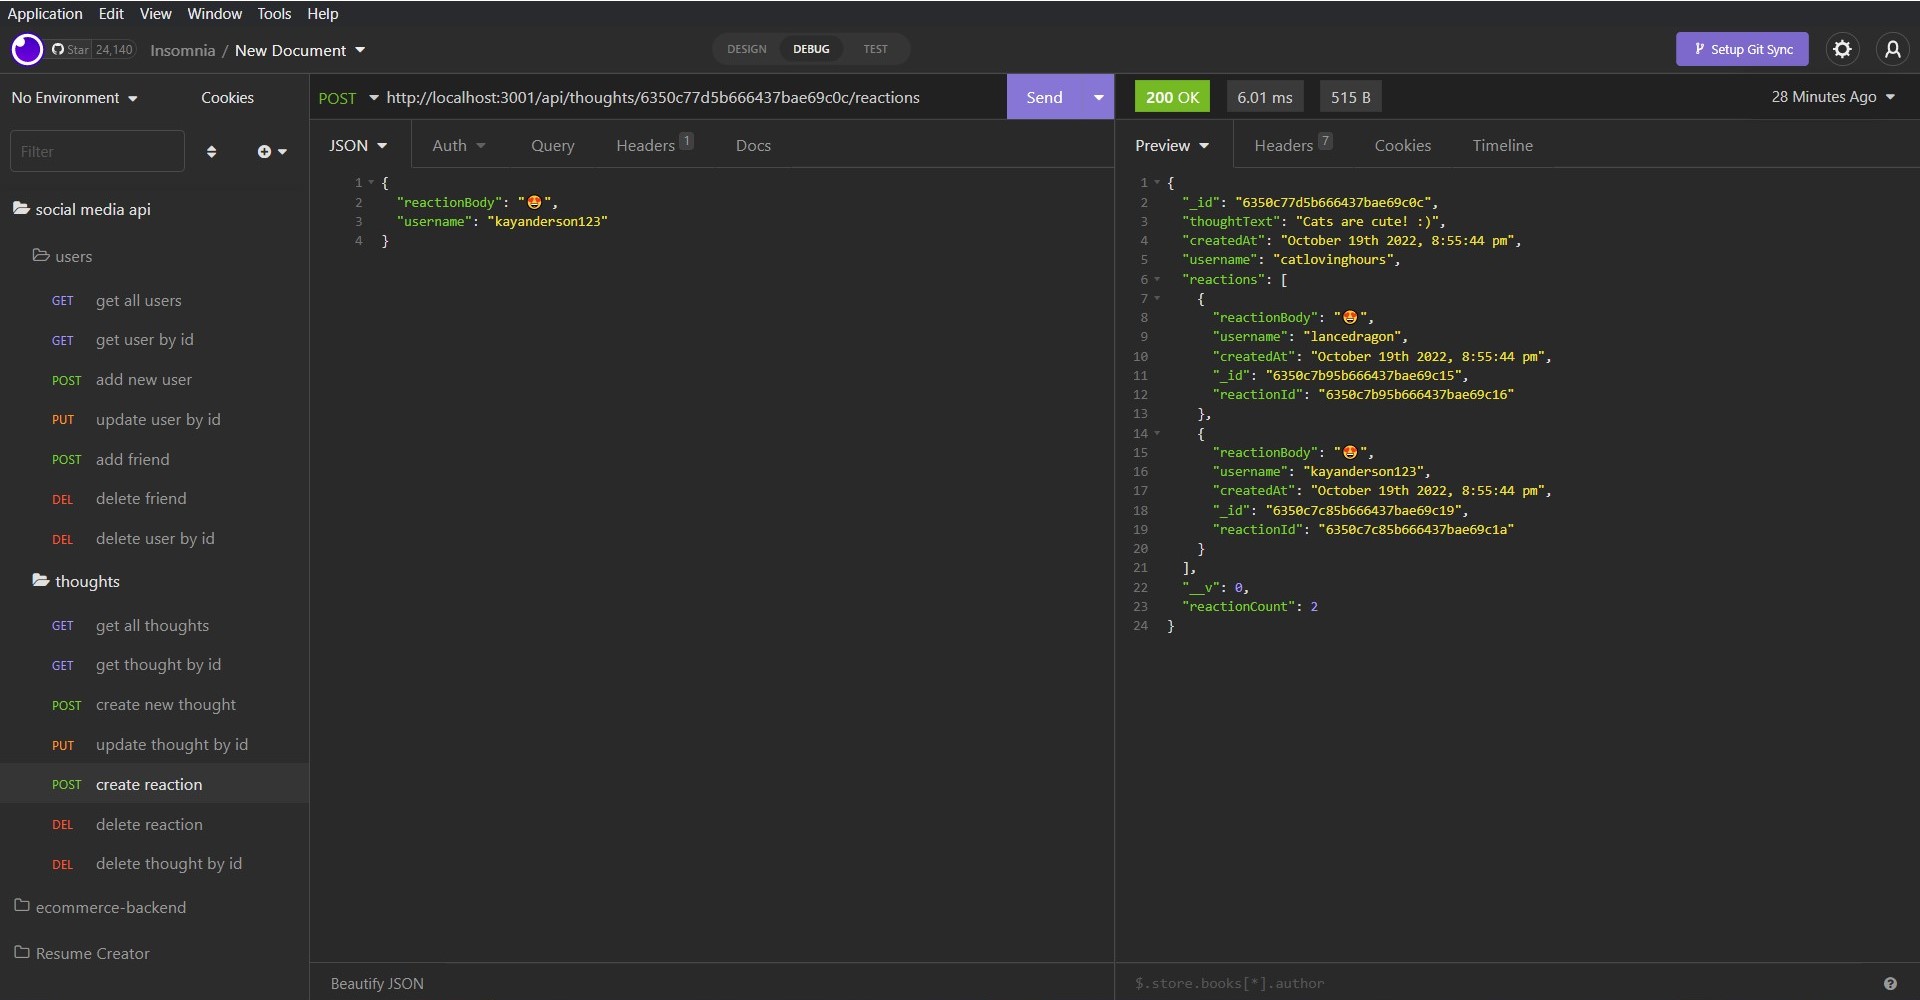 Application Edit View Window Tools Help
Star 24,140 Insomnia / New Document DESIGN DEBUG TEST Setup Git Sync
No Environment Cookies
Filter
social media api
users
GET get all users
GET get user by id
POST add new user
PUT update user by id
POST add friend
DEL delete friend
DEL delete user by id
thoughts
GET get all thoughts
GET get thought by id
POST create new thought
PUT update thought by id
POST create reaction
DEL delete reaction
DEL delete thought by id
ecommerce-backend
Resume Creator
POST http://localhost:3001/api/thoughts/6350c77d5b666437bae69c0c/reactions Send
JSON Auth Query Headers 1 Docs
1 {
2 "reactionBody": "🤩",
3 "username": "kayanderson123"
4 }
Beautify JSON
200 OK 6.01 ms 515 B 28 Minutes Ago
Preview Headers 7 Cookies Timeline
1 {
2 "_id": "6350c77d5b666437bae69c0c",
3 "thoughtText": "Cats are cute! :)",
4 "createdAt": "October 19th 2022, 8:55:44 pm",
5 "username": "catlovinghours",
6 "reactions": [
7 {
8 "reactionBody": "🤩",
9 "username": "lancedragon",
10 "createdAt": "October 19th 2022, 8:55:44 pm",
11 "_id": "6350c7b95b666437bae69c15",
12 "reactionId": "6350c7b95b666437bae69c16"
13 },
14 {
15 "reactionBody": "🤩",
16 "username": "kayanderson123",
17 "createdAt": "October 19th 2022, 8:55:44 pm",
18 "_id": "6350c7c85b666437bae69c19",
19 "reactionId": "6350c7c85b666437bae69c1a"
20 }
21 ],
22 "__v": 0,
23 "reactionCount": 2
24 }
$.store.books[*].author